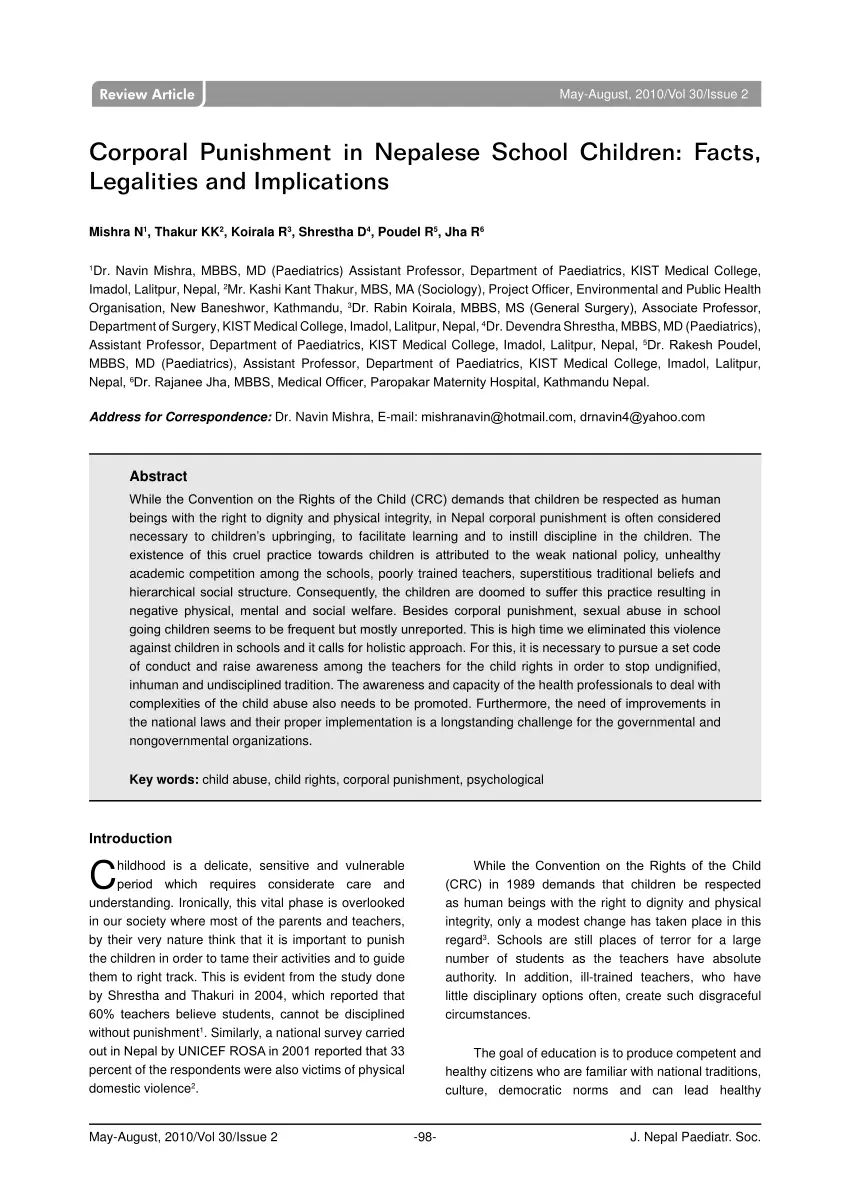 Review Article
May-August, 2010/Vol 30/Issue 2
Corporal Punishment in Nepalese School Children: Facts,
Legalities and Implications
Mishra N¹, Thakur KK², Koirala R³, Shrestha D⁴, Poudel R⁵, Jha R⁶
¹Dr. Navin Mishra, MBBS, MD (Paediatrics) Assistant Professor, Department of Paediatrics, KIST Medical College,
Imadol, Lalitpur, Nepal, ²Mr. Kashi Kant Thakur, MBS, MA (Sociology), Project Officer, Environmental and Public Health
Organisation, New Baneshwor, Kathmandu, ³Dr. Rabin Koirala, MBBS, MS (General Surgery), Associate Professor,
Department of Surgery, KIST Medical College, Imadol, Lalitpur, Nepal, ⁴Dr. Devendra Shrestha, MBBS, MD (Paediatrics),
Assistant Professor, Department of Paediatrics, KIST Medical College, Imadol, Lalitpur, Nepal, ⁵Dr. Rakesh Poudel,
MBBS, MD (Paediatrics), Assistant Professor, Department of Paediatrics, KIST Medical College, Imadol, Lalitpur,
Nepal, ⁶Dr. Rajanee Jha, MBBS, Medical Officer, Paropakar Maternity Hospital, Kathmandu Nepal.
Address for Correspondence: Dr. Navin Mishra, E-mail: mishranavin@hotmail.com, drnavin4@yahoo.com
Abstract
While the Convention on the Rights of the Child (CRC) demands that children be respected as human
beings with the right to dignity and physical integrity, in Nepal corporal punishment is often considered
necessary to children's upbringing, to facilitate learning and to instill discipline in the children. The
existence of this cruel practice towards children is attributed to the weak national policy, unhealthy
academic competition among the schools, poorly trained teachers, superstitious traditional beliefs and
hierarchical social structure. Consequently, the children are doomed to suffer this practice resulting in
negative physical, mental and social welfare. Besides corporal punishment, sexual abuse in school
going children seems to be frequent but mostly unreported. This is high time we eliminated this violence
against children in schools and it calls for holistic approach. For this, it is necessary to pursue a set code
of conduct and raise awareness among the teachers for the child rights in order to stop undignified,
inhuman and undisciplined tradition. The awareness and capacity of the health professionals to deal with
complexities of the child abuse also needs to be promoted. Furthermore, the need of improvements in
the national laws and their proper implementation is a longstanding challenge for the governmental and
nongovernmental organizations.
Key words: child abuse, child rights, corporal punishment, psychological
Introduction
Childhood is a delicate, sensitive and vulnerable
period which requires considerate care and
understanding. Ironically, this vital phase is overlooked
in our society where most of the parents and teachers,
by their very nature think that it is important to punish
the children in order to tame their activities and to guide
them to right track. This is evident from the study done
by Shrestha and Thakuri in 2004, which reported that
60% teachers believe students, cannot be disciplined
without punishment¹. Similarly, a national survey carried
out in Nepal by UNICEF ROSA in 2001 reported that 33
percent of the respondents were also victims of physical
domestic violence².
While the Convention on the Rights of the Child
(CRC) in 1989 demands that children be respected
as human beings with the right to dignity and physical
integrity, only a modest change has taken place in this
regard³. Schools are still places of terror for a large
number of students as the teachers have absolute
authority. In addition, ill-trained teachers, who have
little disciplinary options often, create such disgraceful
circumstances.
The goal of education is to produce competent and
healthy citizens who are familiar with national traditions,
culture, democratic norms and can lead healthy
May-August, 2010/Vol 30/Issue 2
-98-
J. Nepal Paediatr. Soc.